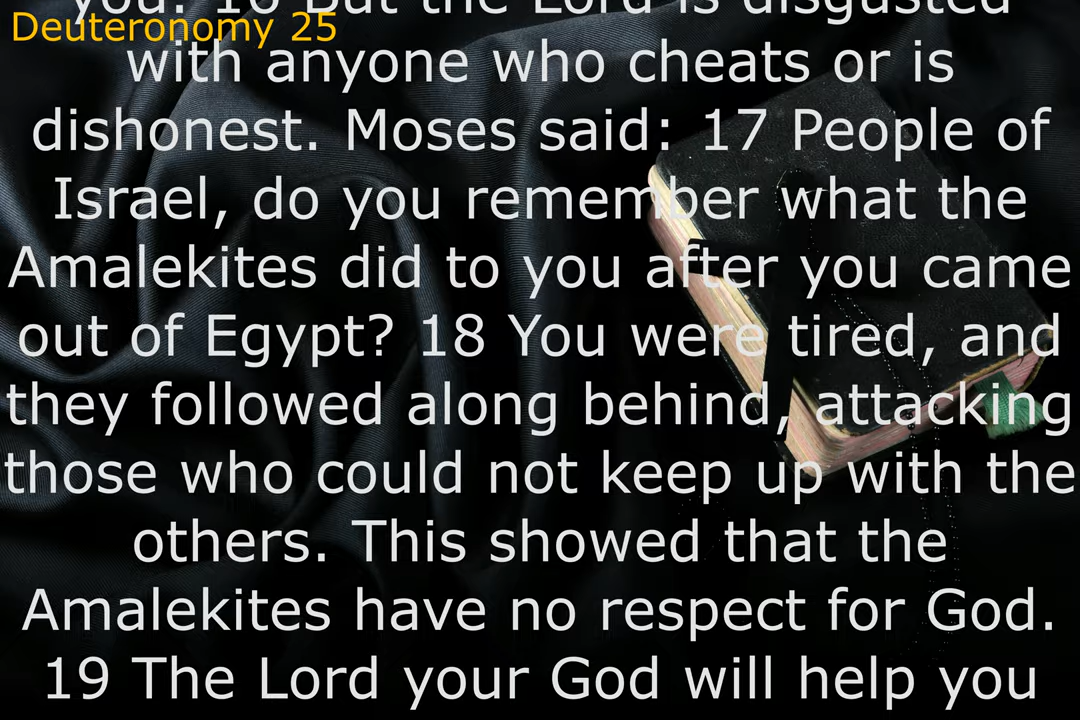 you. 16 But the Lord is disgusted
Deuteronomy 25
with anyone who cheats or is
dishonest. Moses said: 17 People of
Israel, do you remember what the
Amalekites did to you after you came
out of Egypt? 18 You were tired, and
they followed along behind, attacking
those who could not keep up with the
others. This showed that the
Amalekites have no respect for God.
19 The Lord your God will help you